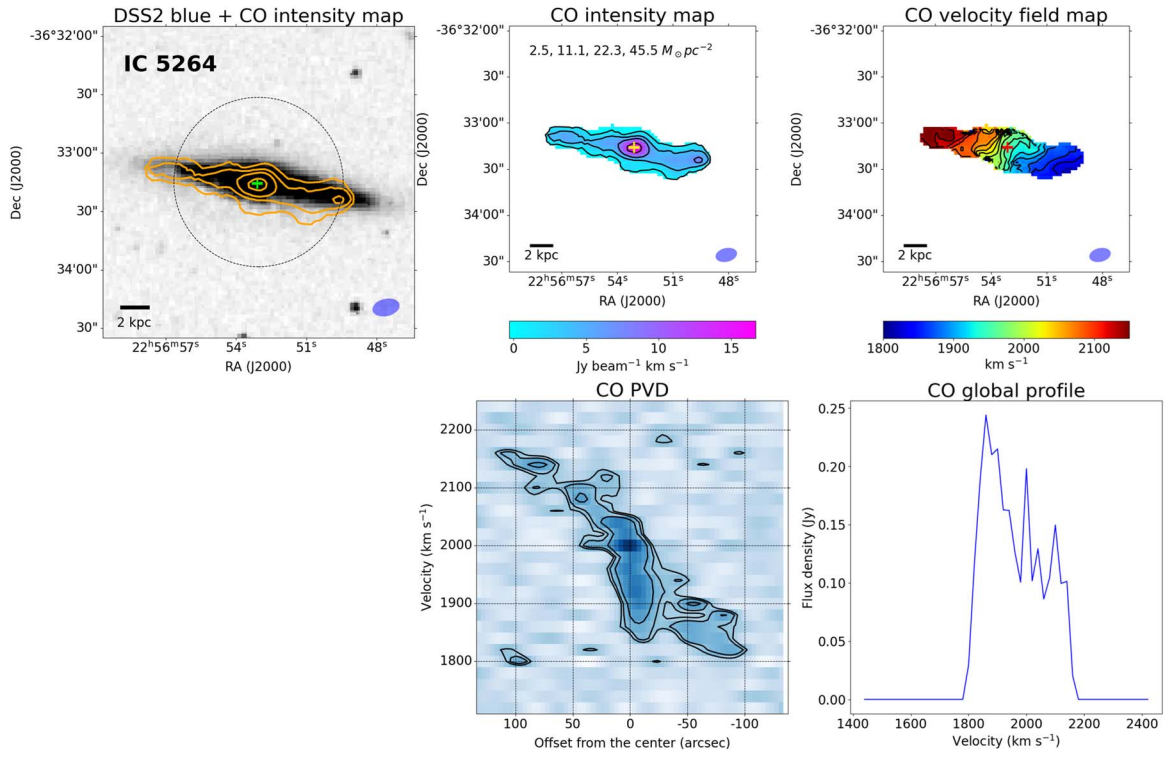 DSS2 blue + CO intensity map
-36°32'00"
30"
33'00"
30"
34'00"
30"
Dec (J2000)
IC 5264
2 kpc
22ʰ56ᵐ57ˢ 54ˢ 51ˢ 48ˢ
RA (J2000)
CO intensity map
-36°32'00"
30"
33'00"
30"
34'00"
30"
Dec (J2000)
2.5, 11.1, 22.3, 45.5 M⊙pc⁻²
2 kpc
22ʰ56ᵐ57ˢ 54ˢ 51ˢ 48ˢ
RA (J2000)
0 5 10 15
Jy beam⁻¹ km s⁻¹
CO velocity field map
-36°32'00"
30"
33'00"
30"
34'00"
30"
Dec (J2000)
2 kpc
22ʰ56ᵐ57ˢ 54ˢ 51ˢ 48ˢ
RA (J2000)
1800 1900 2000 2100
km s⁻¹
CO PVD
2200
2100
2000
1900
1800
Velocity (km s⁻¹)
100 50 0 -50 -100
Offset from the center (arcsec)
CO global profile
0.25
0.20
0.15
0.10
0.05
0.00
Flux density (Jy)
1400 1600 1800 2000 2200 2400
Velocity (km s⁻¹)